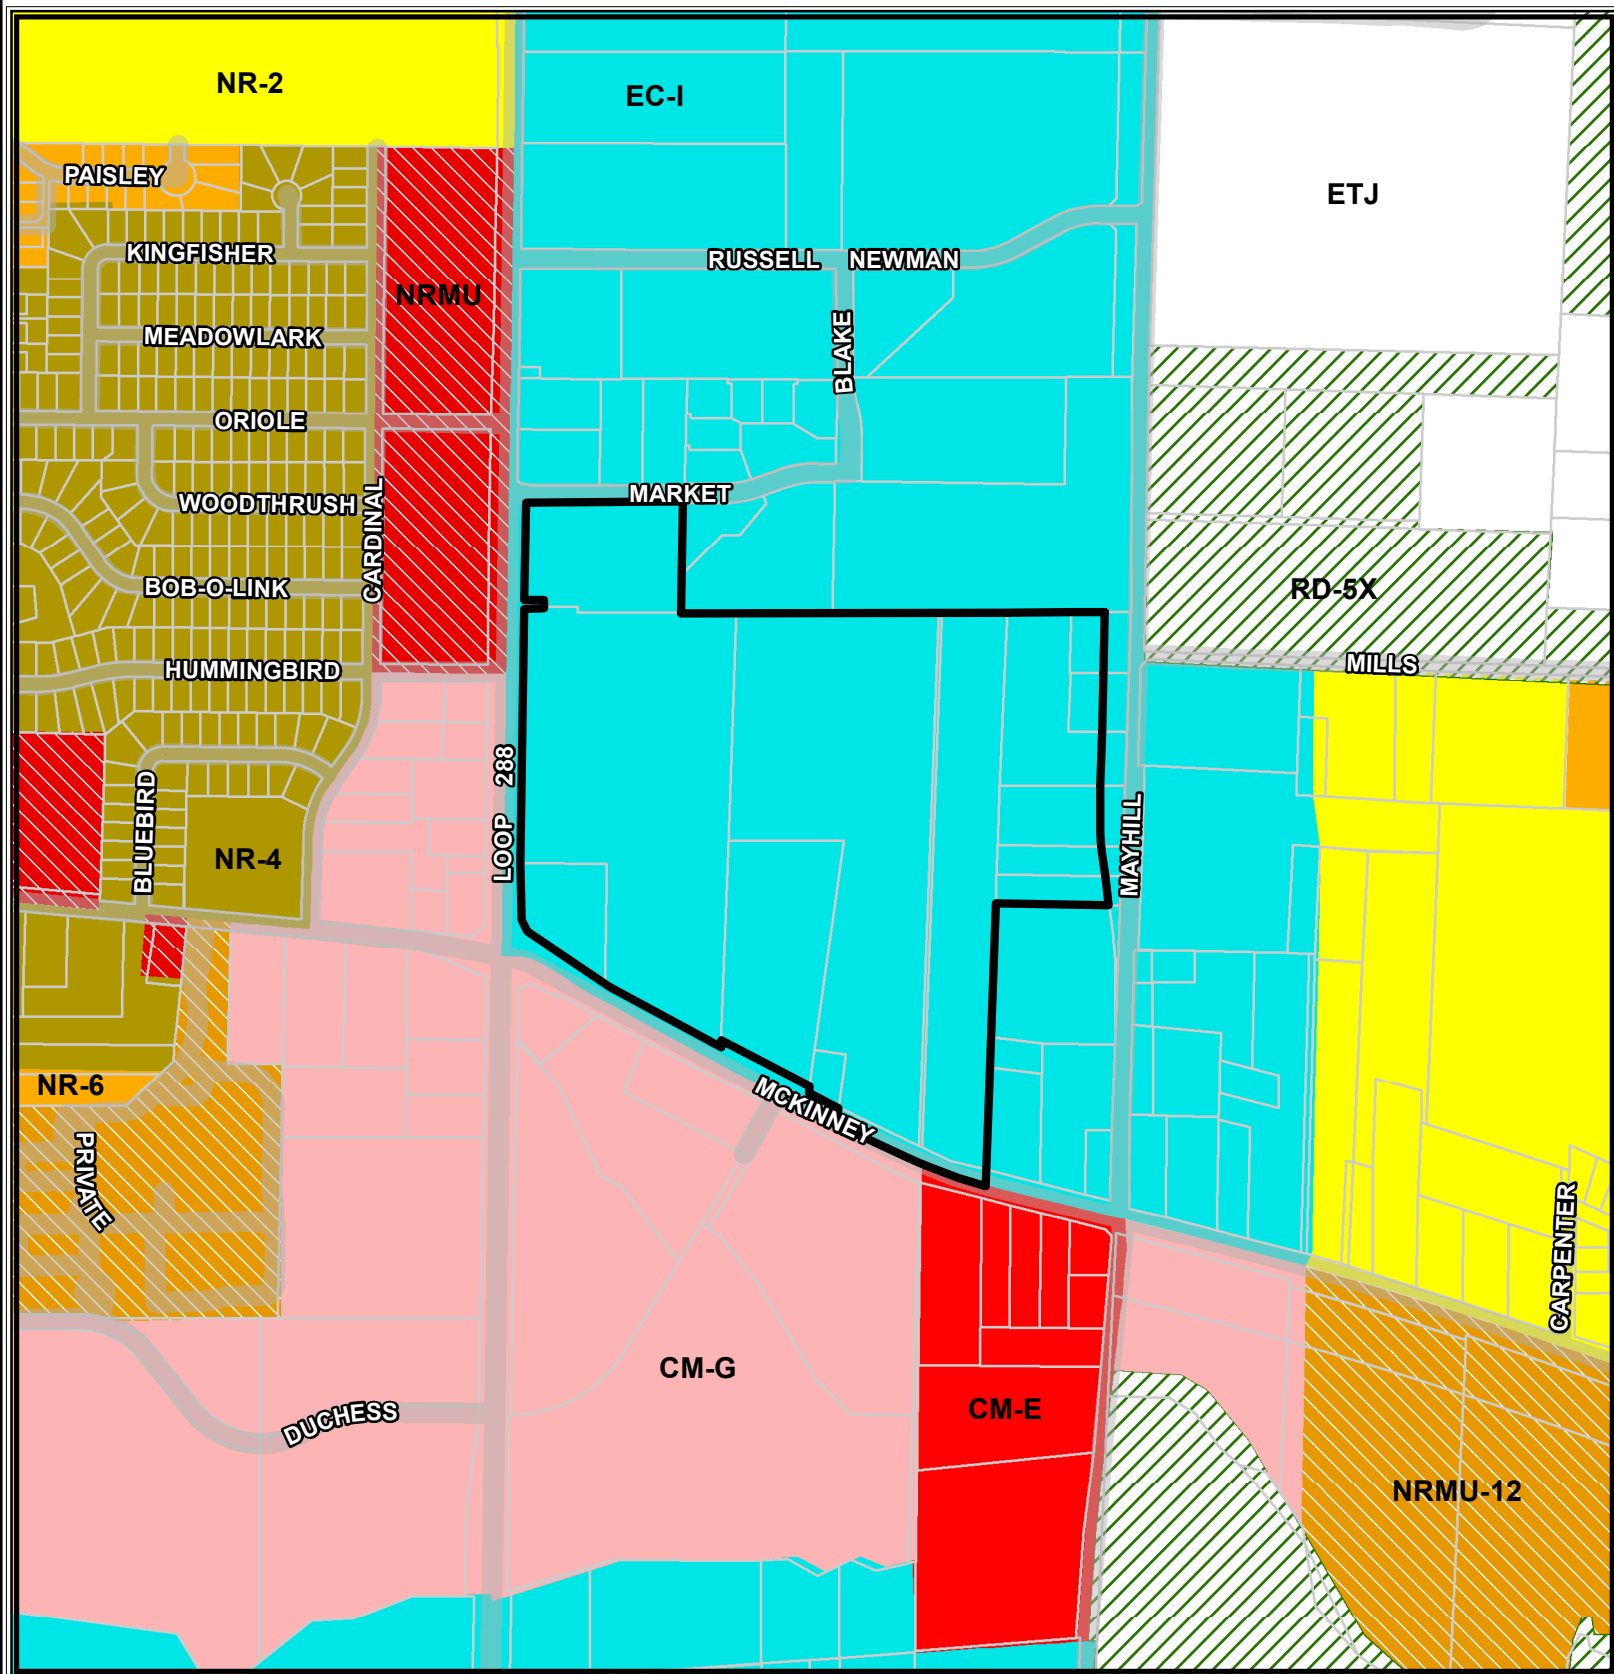 NR-2
EC-I
PAISLEY
ETJ
KINGFISHER
RUSSELL NEWMAN
NRMU
MEADOWLARK
BLAKE
ORIOLE
MARKET
WOODTHRUSH
CARDINAL
BOB-O-LINK
RD-5X
HUMMINGBIRD
MILLS
LOOP 288
BLUEBIRD
NR-4
MAYHILL
NR-6
MCKINNEY
PRIVATE
CARPENTER
CM-G
DUCHESS
CM-E
NRMU-12